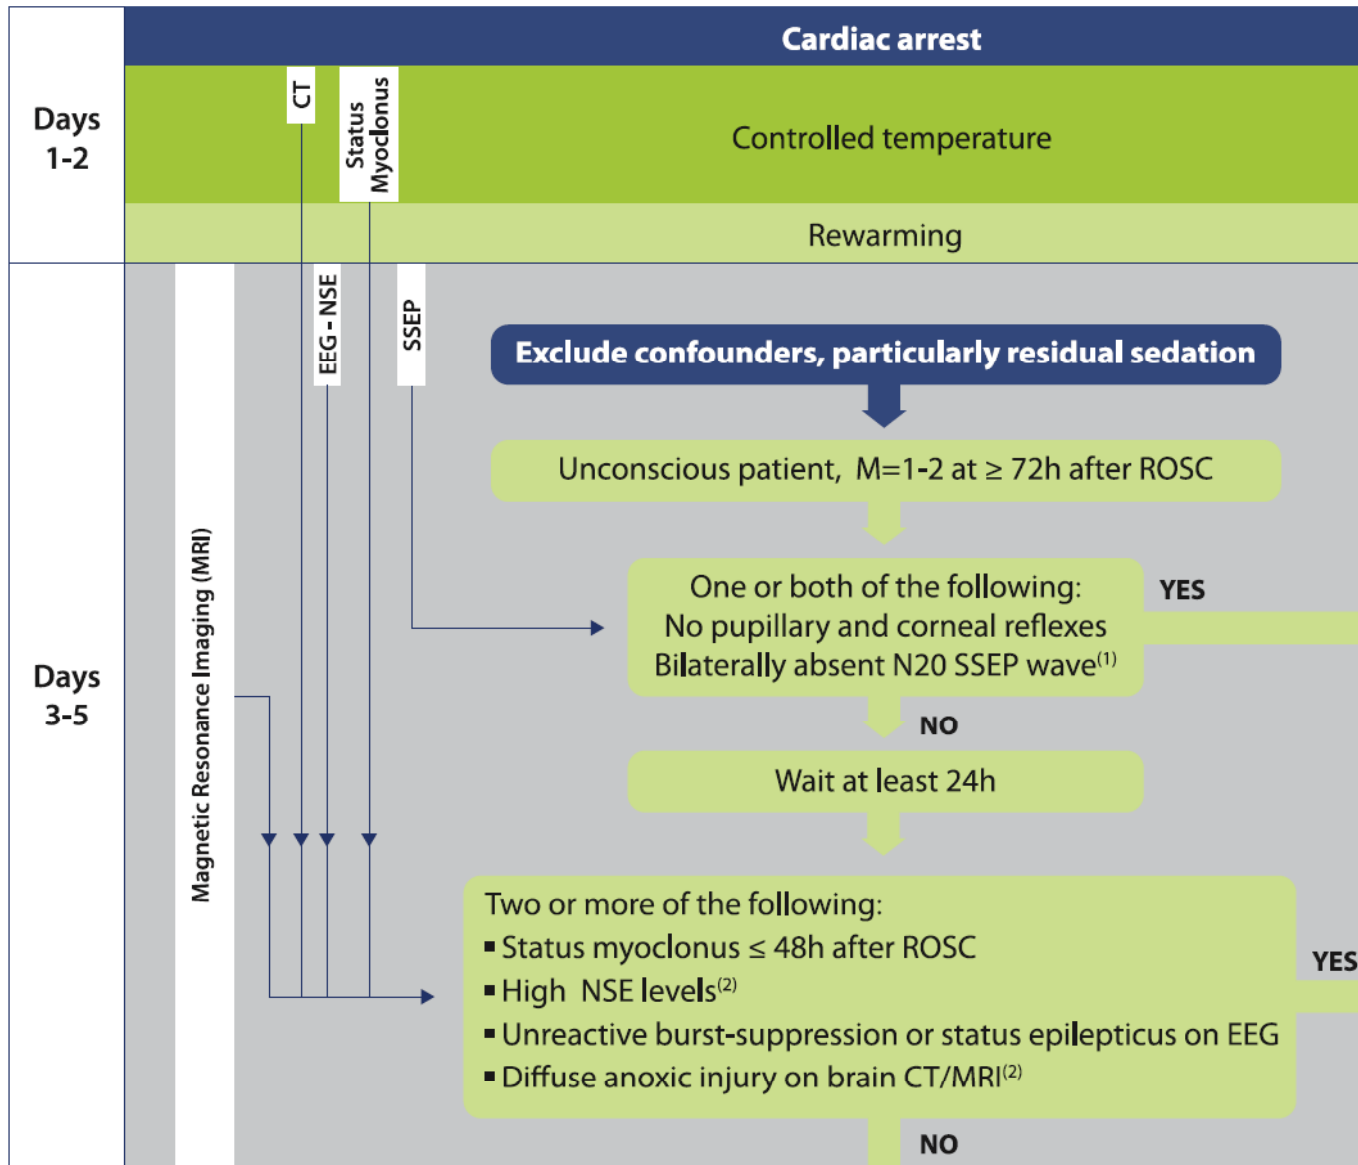 Cardiac arrest
Days
1-2
CT
Status
Myoclonus
Controlled temperature
Rewarming
Days
3-5
Magnetic Resonance Imaging (MRI)
EEG - NSE
SSEP
Exclude confounders, particularly residual sedation
Unconscious patient, M=1-2 at ≥ 72h after ROSC
One or both of the following:
No pupillary and corneal reflexes
Bilaterally absent N20 SSEP wave(1)
YES
NO
Wait at least 24h
Two or more of the following:
▪ Status myoclonus ≤ 48h after ROSC
▪ High NSE levels(2)
▪ Unreactive burst-suppression or status epilepticus on EEG
▪ Diffuse anoxic injury on brain CT/MRI(2)
YES
NO